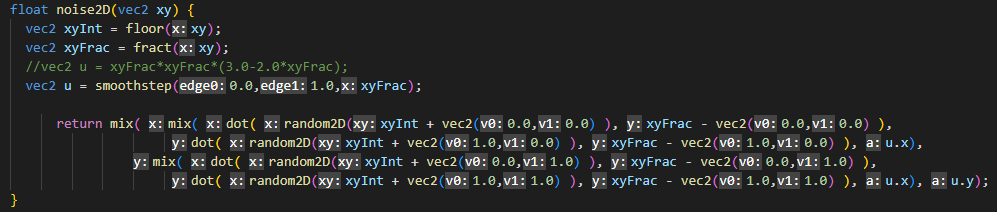 float noise2D(vec2 xy) {
vec2 xyInt = floor(x: xy);
vec2 xyFrac = fract(x: xy);
//vec2 u = xyFrac*xyFrac*(3.0-2.0*xyFrac);
vec2 u = smoothstep(edge0: 0.0,edge1: 1.0,x: xyFrac);
return mix( x: mix( x: dot( x: random2D(xy: xyInt + vec2(v0: 0.0,v1: 0.0) ), y: xyFrac - vec2(v0: 0.0,v1: 0.0) ),
y: dot( x: random2D(xy: xyInt + vec2(v0: 1.0,v1: 0.0) ), y: xyFrac - vec2(v0: 1.0,v1: 0.0) ), a: u.x),
y: mix( x: dot( x: random2D(xy: xyInt + vec2(v0: 0.0,v1: 1.0) ), y: xyFrac - vec2(v0: 0.0,v1: 1.0) ),
y: dot( x: random2D(xy: xyInt + vec2(v0: 1.0,v1: 1.0) ), y: xyFrac - vec2(v0: 1.0,v1: 1.0) ), a: u.x), a: u.y);
}